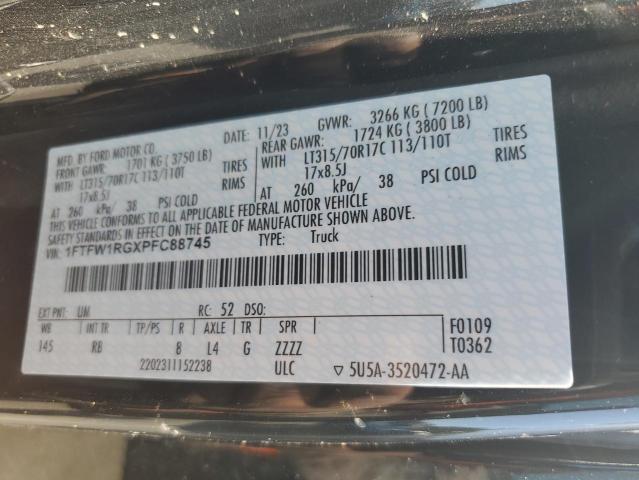 MFD. BY FORD MOTOR CO.
DATE: 11/23 GVWR: 3266 KG ( 7200 LB)
FRONT GAWR: 1701 KG ( 3750 LB)
REAR GAWR: 1724 KG ( 3800 LB)
WITH LT315/70R17C 113/110T TIRES
17x8.5J RIMS
AT 260 kPa/ 38 PSI COLD
WITH LT315/70R17C 113/110T TIRES
17x8.5J RIMS
AT 260 kPa/ 38 PSI COLD
THIS VEHICLE CONFORMS TO ALL APPLICABLE FEDERAL MOTOR VEHICLE
SAFETY STANDARDS IN EFFECT ON THE DATE OF MANUFACTURE SHOWN ABOVE.
VIN: 1FTFW1RGXPFC88745 TYPE: Truck
EXT PNT: UM RC: 52 DSO:
WB INT TR TP/PS R AXLE TR SPR F0109
145 RB 8 L4 G ZZZZ T0362
2202311152238 ULC ▽ 5U5A-3520472-AA